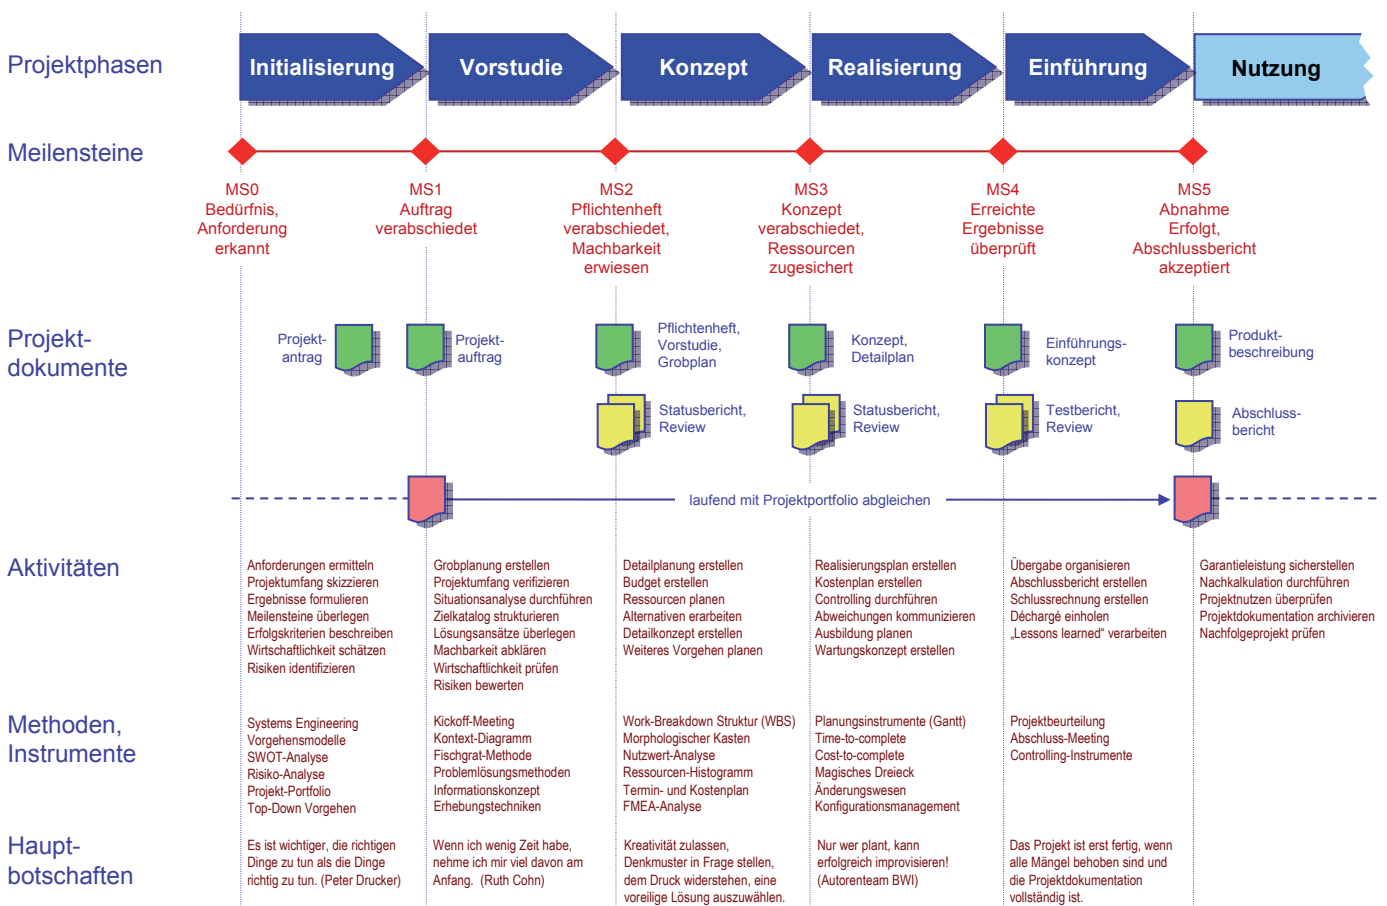 Projektphasen
Initialisierung
Vorstudie
Konzept
Realisierung
Einführung
Nutzung
Meilensteine
MS0
Bedürfnis,
Anforderung
erkannt
MS1
Auftrag
verabschiedet
MS2
Pflichtenheft
verabschiedet,
Machbarkeit
erwiesen
MS3
Konzept
verabschiedet,
Ressourcen
zugesichert
MS4
Erreichte
Ergebnisse
überprüft
MS5
Abnahme
Erfolgt,
Abschlussbericht
akzeptiert
Projekt-
dokumente
Projekt-
antrag
Projekt-
auftrag
Pflichtenheft,
Vorstudie,
Grobplan
Konzept,
Detailplan
Einführungs-
konzept
Produkt-
beschreibung
Statusbericht,
Review
Statusbericht,
Review
Testbericht,
Review
Abschluss-
bericht
laufend mit Projektportfolio abgleichen
Aktivitäten
Anforderungen ermitteln
Projektumfang skizzieren
Ergebnisse formulieren
Meilensteine überlegen
Erfolgskriterien beschreiben
Wirtschaftlichkeit schätzen
Risiken identifizieren
Grobplanung erstellen
Projektumfang verifizieren
Situationsanalyse durchführen
Zielkatalog strukturieren
Lösungsansätze überlegen
Machbarkeit abklären
Wirtschaftlichkeit prüfen
Risiken bewerten
Detailplanung erstellen
Budget erstellen
Ressourcen planen
Alternativen erarbeiten
Detailkonzept erstellen
Weiteres Vorgehen planen
Realisierungsplan erstellen
Kostenplan erstellen
Controlling durchführen
Abweichungen kommunizieren
Ausbildung planen
Wartungskonzept erstellen
Übergabe organisieren
Abschlussbericht erstellen
Schlussrechnung erstellen
Déchargé einholen
„Lessons learned“ verarbeiten
Garantieleistung sicherstellen
Nachkalkulation durchführen
Projektnutzen überprüfen
Projektdokumentation archivieren
Nachfolgeprojekt prüfen
Methoden,
Instrumente
Systems Engineering
Vorgehensmodelle
SWOT-Analyse
Risiko-Analyse
Projekt-Portfolio
Top-Down Vorgehen
Kickoff-Meeting
Kontext-Diagramm
Fischgrat-Methode
Problemlösungsmethoden
Informationskonzept
Erhebungstechniken
Work-Breakdown Struktur (WBS)
Morphologischer Kasten
Nutzwert-Analyse
Ressourcen-Histogramm
Termin- und Kostenplan
FMEA-Analyse
Planungsinstrumente (Gantt)
Time-to-complete
Cost-to-complete
Magisches Dreieck
Änderungswesen
Konfigurationsmanagement
Projektbeurteilung
Abschluss-Meeting
Controlling-Instrumente
Haupt-
botschaften
Es ist wichtiger, die richtigen
Dinge zu tun als die Dinge
richtig zu tun. (Peter Drucker)
Wenn ich wenig Zeit habe,
nehme ich mir viel davon am
Anfang. (Ruth Cohn)
Kreativität zulassen,
Denkmuster in Frage stellen,
dem Druck widerstehen, eine
voreilige Lösung auszuwählen.
Nur wer plant, kann
erfolgreich improvisieren!
(Autorenteam BWI)
Das Projekt ist erst fertig, wenn
alle Mängel behoben sind und
die Projektdokumentation
vollständig ist.